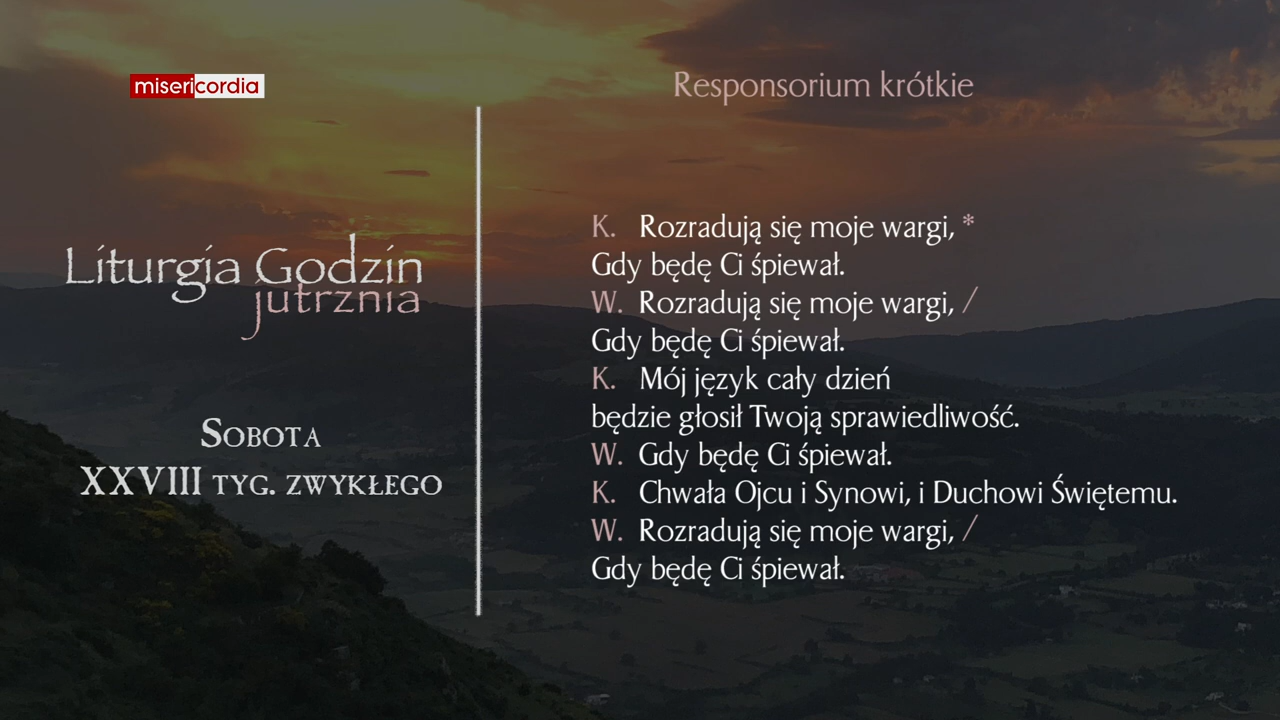 misericordia
Liturgia Godzin
jutrznia
Sobota
XXVIII tyg. zwykłego
Responsorium krótkie
K. Rozradują się moje wargi, *
Gdy będę Ci śpiewał.
W. Rozradują się moje wargi, /
Gdy będę Ci śpiewał.
K. Mój język cały dzień
będzie głosił Twoją sprawiedliwość.
W. Gdy będę Ci śpiewał.
K. Chwała Ojcu i Synowi, i Duchowi Świętemu.
W. Rozradują się moje wargi, /
Gdy będę Ci śpiewał.